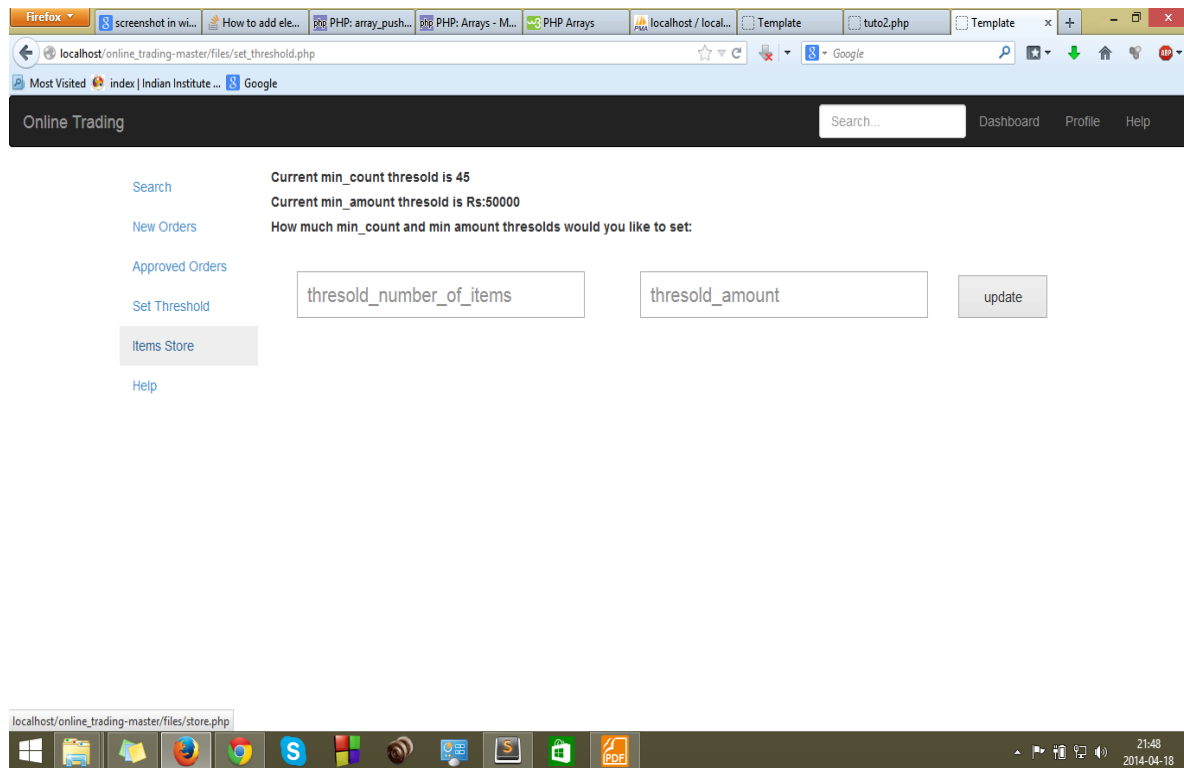 Firefox
screenshot in wi...
How to add ele...
PHP: array_push...
PHP: Arrays - M...
PHP Arrays
localhost / local...
Template
tuto2.php
Template
localhost/online_trading-master/files/set_threshold.php
Google
Most Visited
index | Indian Institute ...
Google
Online Trading
Search...
Dashboard
Profile
Help
Search
New Orders
Approved Orders
Set Threshold
Items Store
Help
Current min_count thresold is 45
Current min_amount thresold is Rs:50000
How much min_count and min amount thresolds would you like to set:
thresold_number_of_items
thresold_amount
update
localhost/online_trading-master/files/store.php
PDF
21:48
2014-04-18